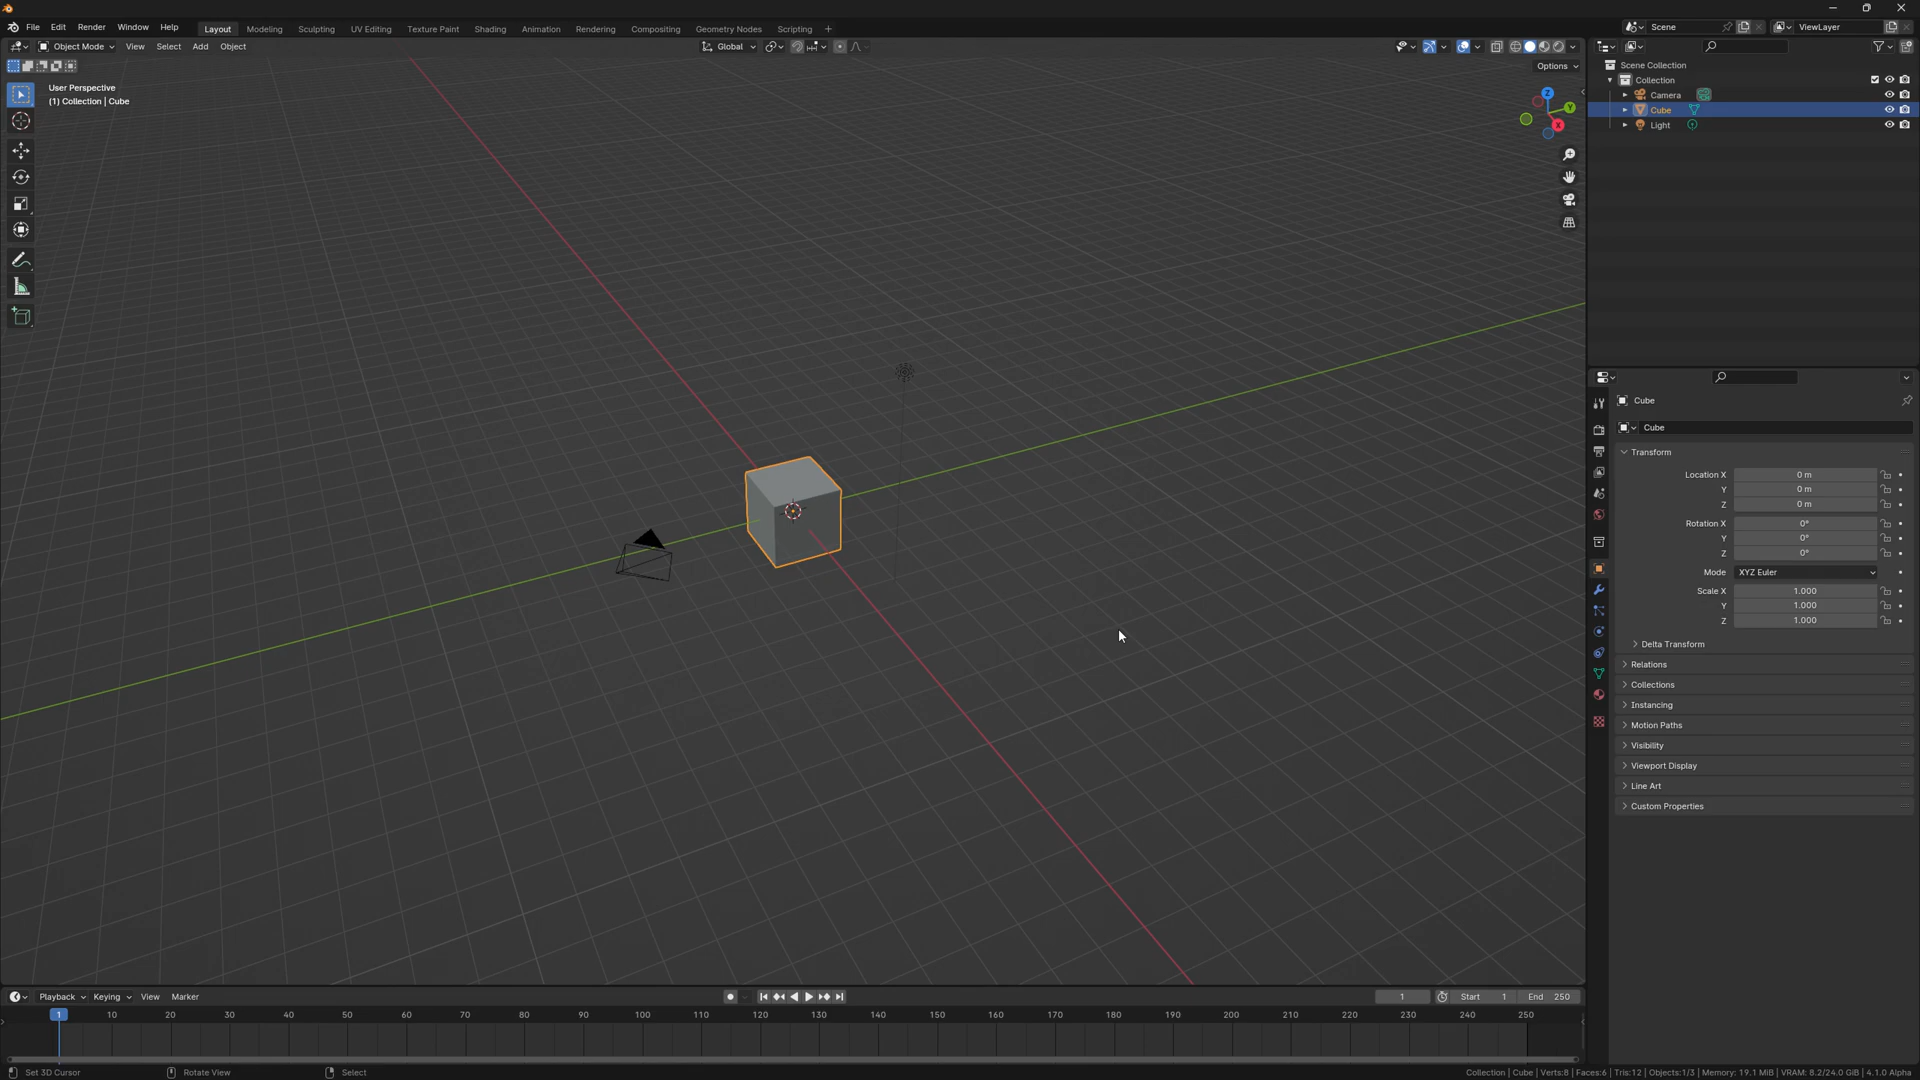 File Edit Render Window Help Layout Modeling Sculpting UV Editing Texture Paint Shading Animation Rendering Compositing Geometry Nodes Scripting + Scene ViewLayer
Object Mode View Select Add Object Global
Options
User Perspective
(1) Collection | Cube
Z
Y
X
Scene Collection
Collection
Camera
Cube
Light
Cube
Cube
Transform
Location X 0 m
Y 0 m
Z 0 m
Rotation X 0°
Y 0°
Z 0°
Mode XYZ Euler
Scale X 1.000
Y 1.000
Z 1.000
Delta Transform
Relations
Collections
Instancing
Motion Paths
Visibility
Viewport Display
Line Art
Custom Properties
Playback Keying View Marker 1 Start 1 End 250
1 10 20 30 40 50 60 70 80 90 100 110 120 130 140 150 160 170 180 190 200 210 220 230 240 250
Set 3D Cursor Rotate View Select Collection | Cube | Verts:8 | Faces:6 | Tris:12 | Objects:1/3 | Memory: 19.1 MiB | VRAM: 8.2/24.0 GiB | 4.1.0 Alpha